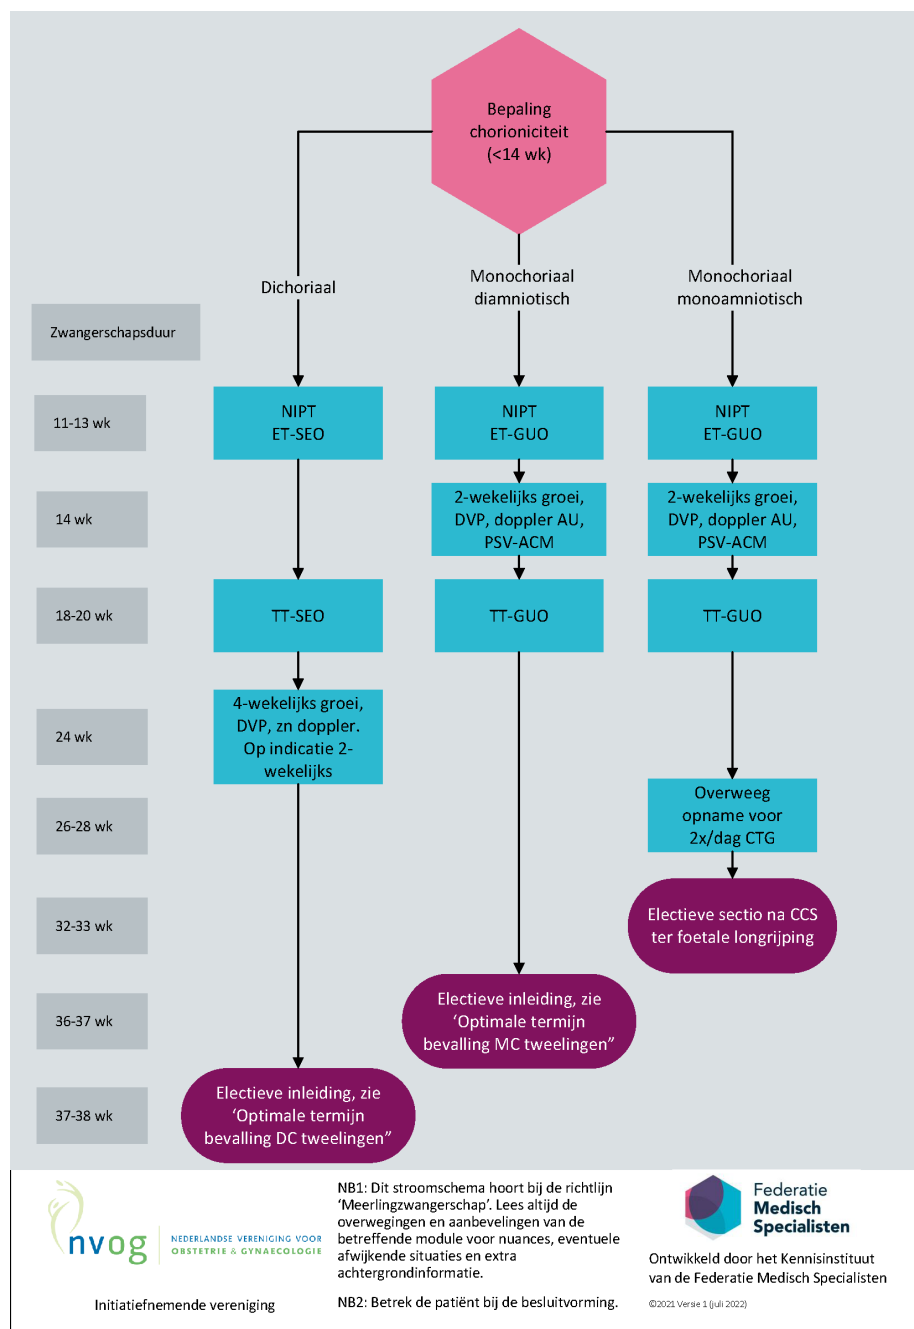 Bepaling
chorioniciteit
(<14 wk)
Dichoriaal
Monochoriaal
diamniotisch
Monochoriaal
monoamniotisch
Zwangerschapsduur
11-13 wk
NIPT
ET-SEO
NIPT
ET-GUO
NIPT
ET-GUO
14 wk
2-wekelijks groei,
DVP, doppler AU,
PSV-ACM
2-wekelijks groei,
DVP, doppler AU,
PSV-ACM
18-20 wk
TT-SEO
TT-GUO
TT-GUO
24 wk
4-wekelijks groei,
DVP, zn doppler.
Op indicatie 2-
wekelijks
26-28 wk
Overweeg
opname voor
2x/dag CTG
32-33 wk
Electieve sectio na CCS
ter foetale longrijping
36-37 wk
Electieve inleiding, zie
‘Optimale termijn
bevalling MC tweelingen”
37-38 wk
Electieve inleiding, zie
‘Optimale termijn
bevalling DC tweelingen”
nvog
NEDERLANDSE VERENIGING VOOR
OBSTETRIE & GYNAECOLOGIE
Initiatiefnemende vereniging
NB1: Dit stroomschema hoort bij de richtlijn
‘Meerlingzwangerschap’. Lees altijd de
overwegingen en aanbevelingen van de
betreffende module voor nuances, eventuele
afwijkende situaties en extra
achtergrondinformatie.
NB2: Betrek de patiënt bij de besluitvorming.
Federatie
Medisch
Specialisten
Ontwikkeld door het Kennisinstituut
van de Federatie Medisch Specialisten
©2021 Versie 1 (juli 2022)